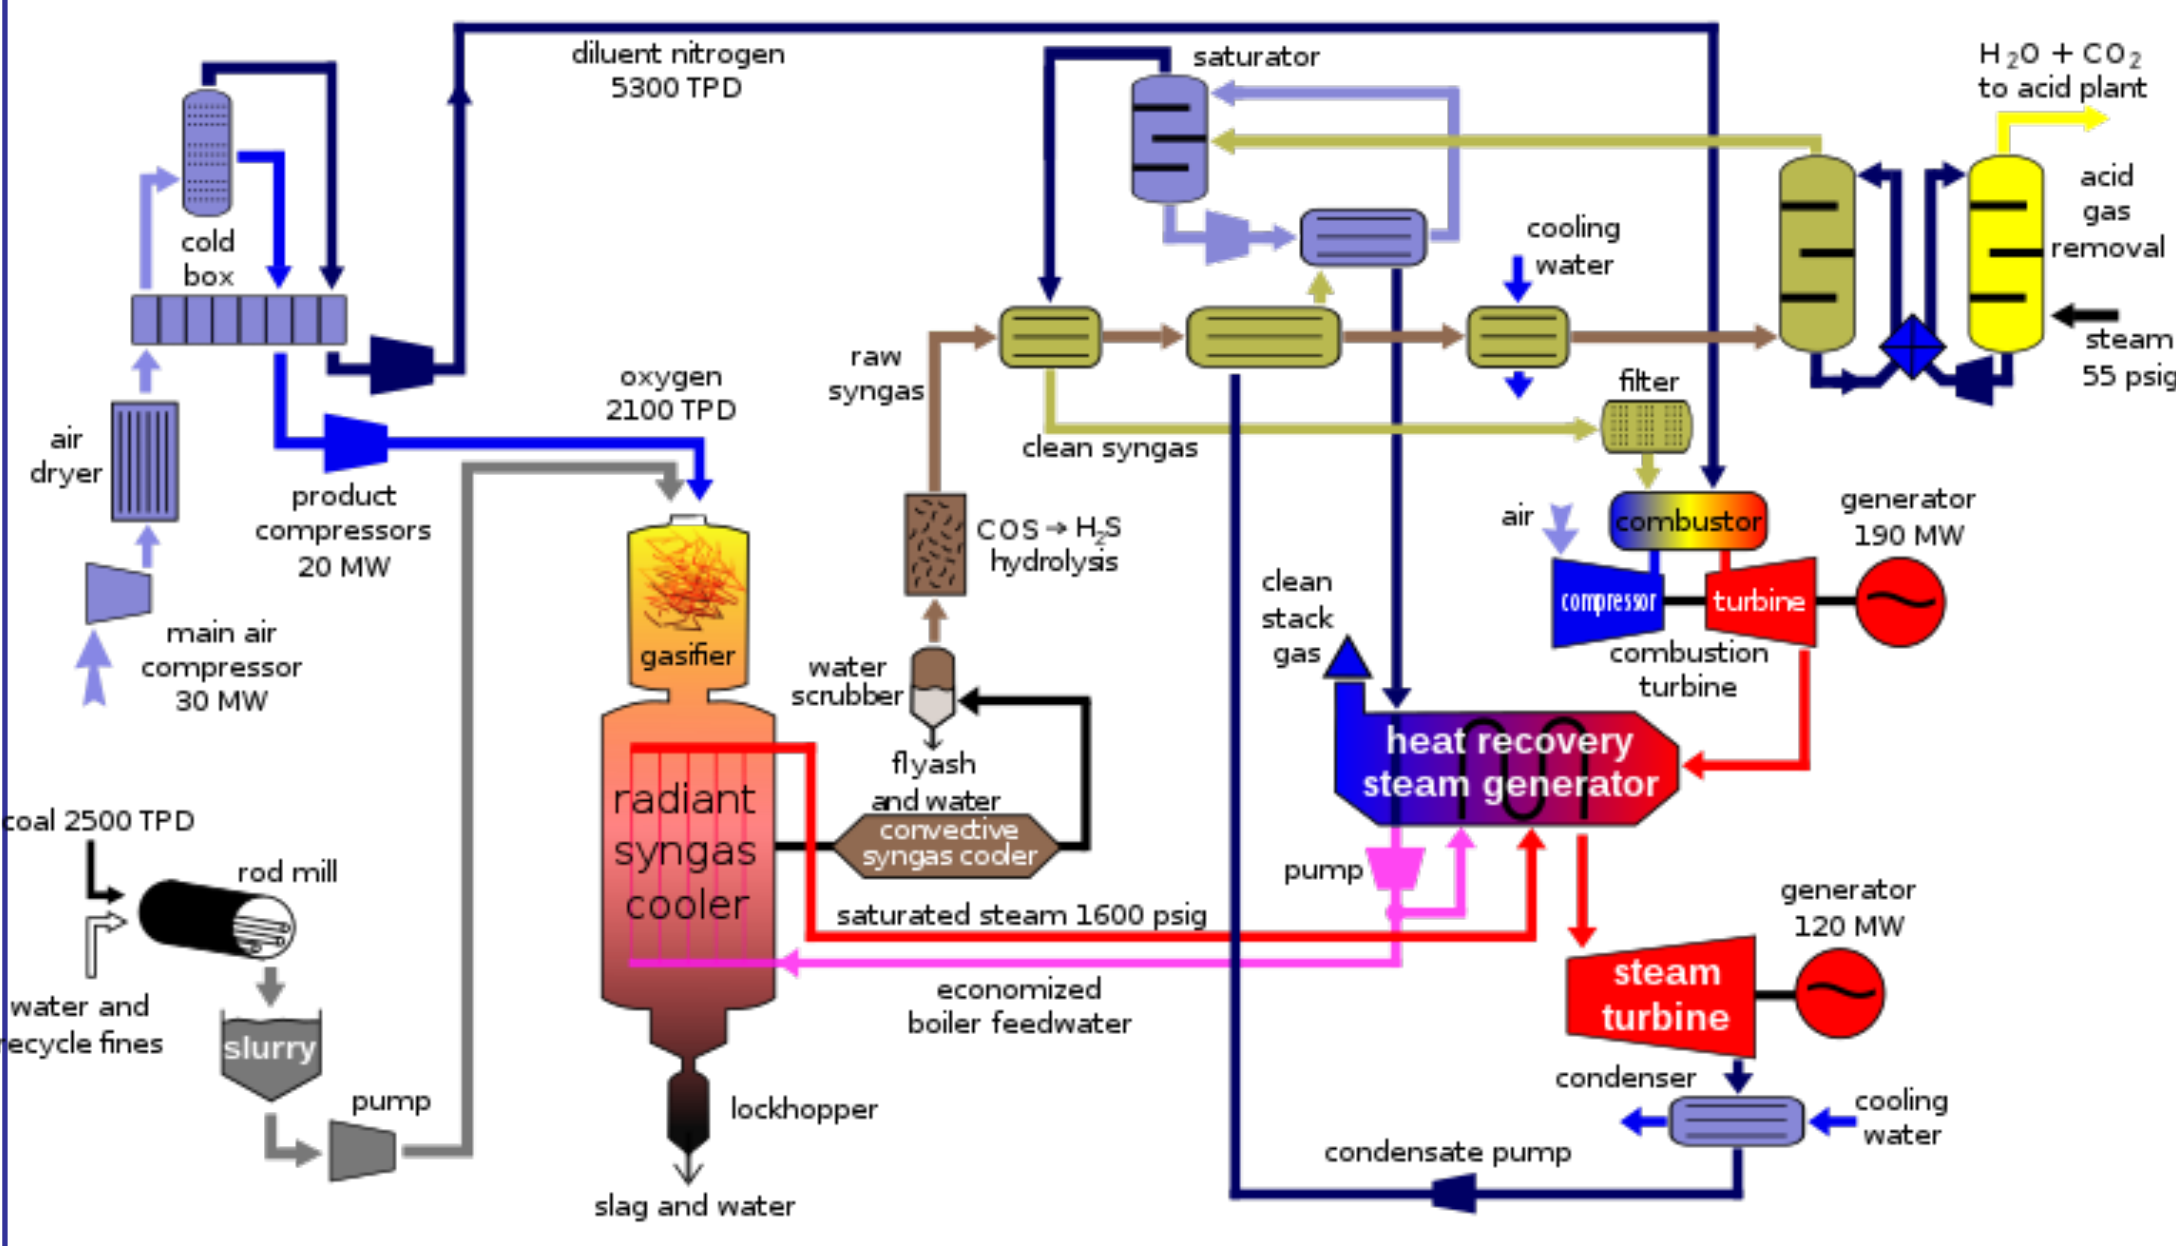 diluent nitrogen
5300 TPD
saturator
H2O + CO2
to acid plant
acid
gas
removal
steam
55 psig
cold
box
cooling
water
raw
syngas
filter
oxygen
2100 TPD
clean syngas
air
dryer
product
compressors
20 MW
COS → H2S
hydrolysis
air
combustor
generator
190 MW
compressor
turbine
combustion
turbine
clean
stack
gas
main air
compressor
30 MW
gasifier
water
scrubber
flyash
and water
heat recovery
steam generator
radiant
syngas
cooler
convective
syngas cooler
pump
coal 2500 TPD
rod mill
saturated steam 1600 psig
generator
120 MW
steam
turbine
economized
boiler feedwater
water and
recycle fines
slurry
pump
lockhopper
condenser
cooling
water
condensate pump
slag and water